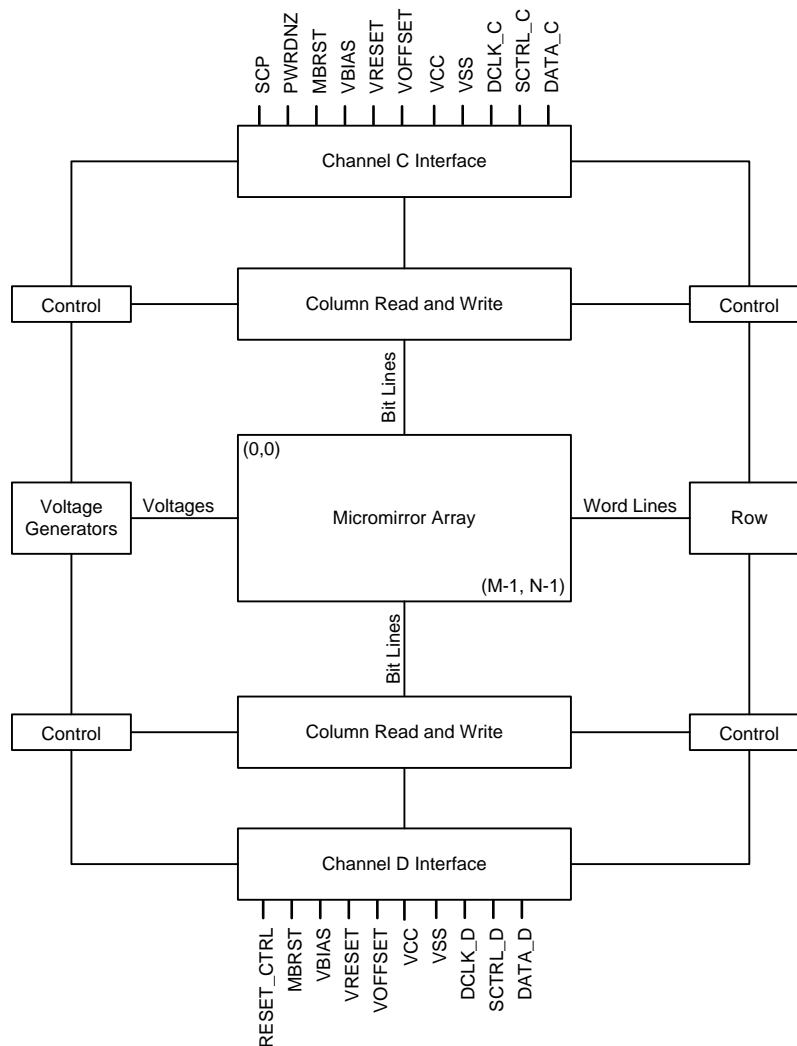 SCP
PWRDNZ
MBRST
VBIAS
VRESET
VOFFSET
VCC
VSS
DCLK_C
SCTRL_C
DATA_C
Channel C Interface
Control
Column Read and Write
Control
Bit Lines
(0,0)
Voltage
Generators
Voltages
Micromirror Array
Word Lines
Row
(M-1, N-1)
Bit Lines
Control
Column Read and Write
Control
Channel D Interface
RESET_CTRL
MBRST
VBIAS
VRESET
VOFFSET
VCC
VSS
DCLK_D
SCTRL_D
DATA_D